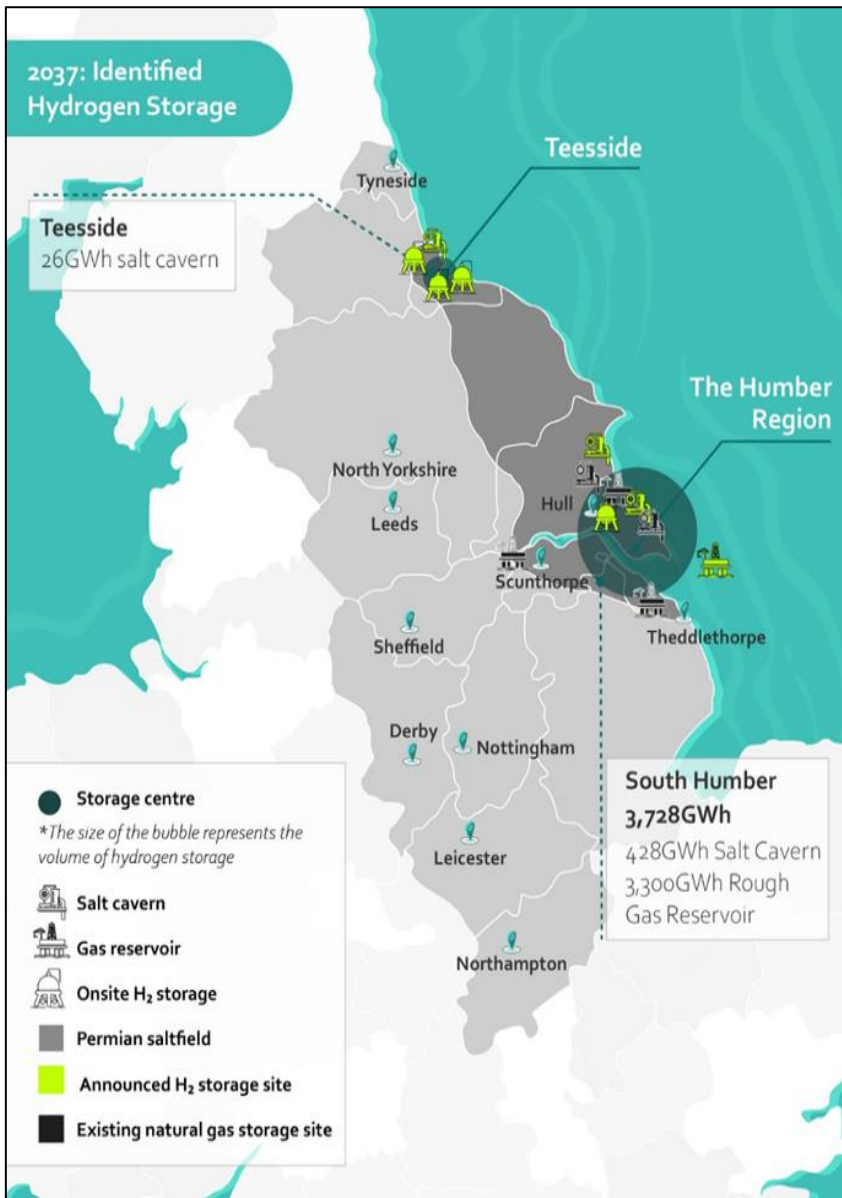 2037: Identified
Hydrogen Storage
Teesside
Tyneside
Teesside
26GWh salt cavern
The Humber
Region
North Yorkshire
Hull
Leeds
Scunthorpe
Theddlethorpe
Sheffield
Derby
Nottingham
Leicester
Northampton
South Humber
3,728GWh
428GWh Salt Cavern
3,300GWh Rough
Gas Reservoir
Storage centre
*The size of the bubble represents the
volume of hydrogen storage
Salt cavern
Gas reservoir
Onsite H₂ storage
Permian saltfield
Announced H₂ storage site
Existing natural gas storage site